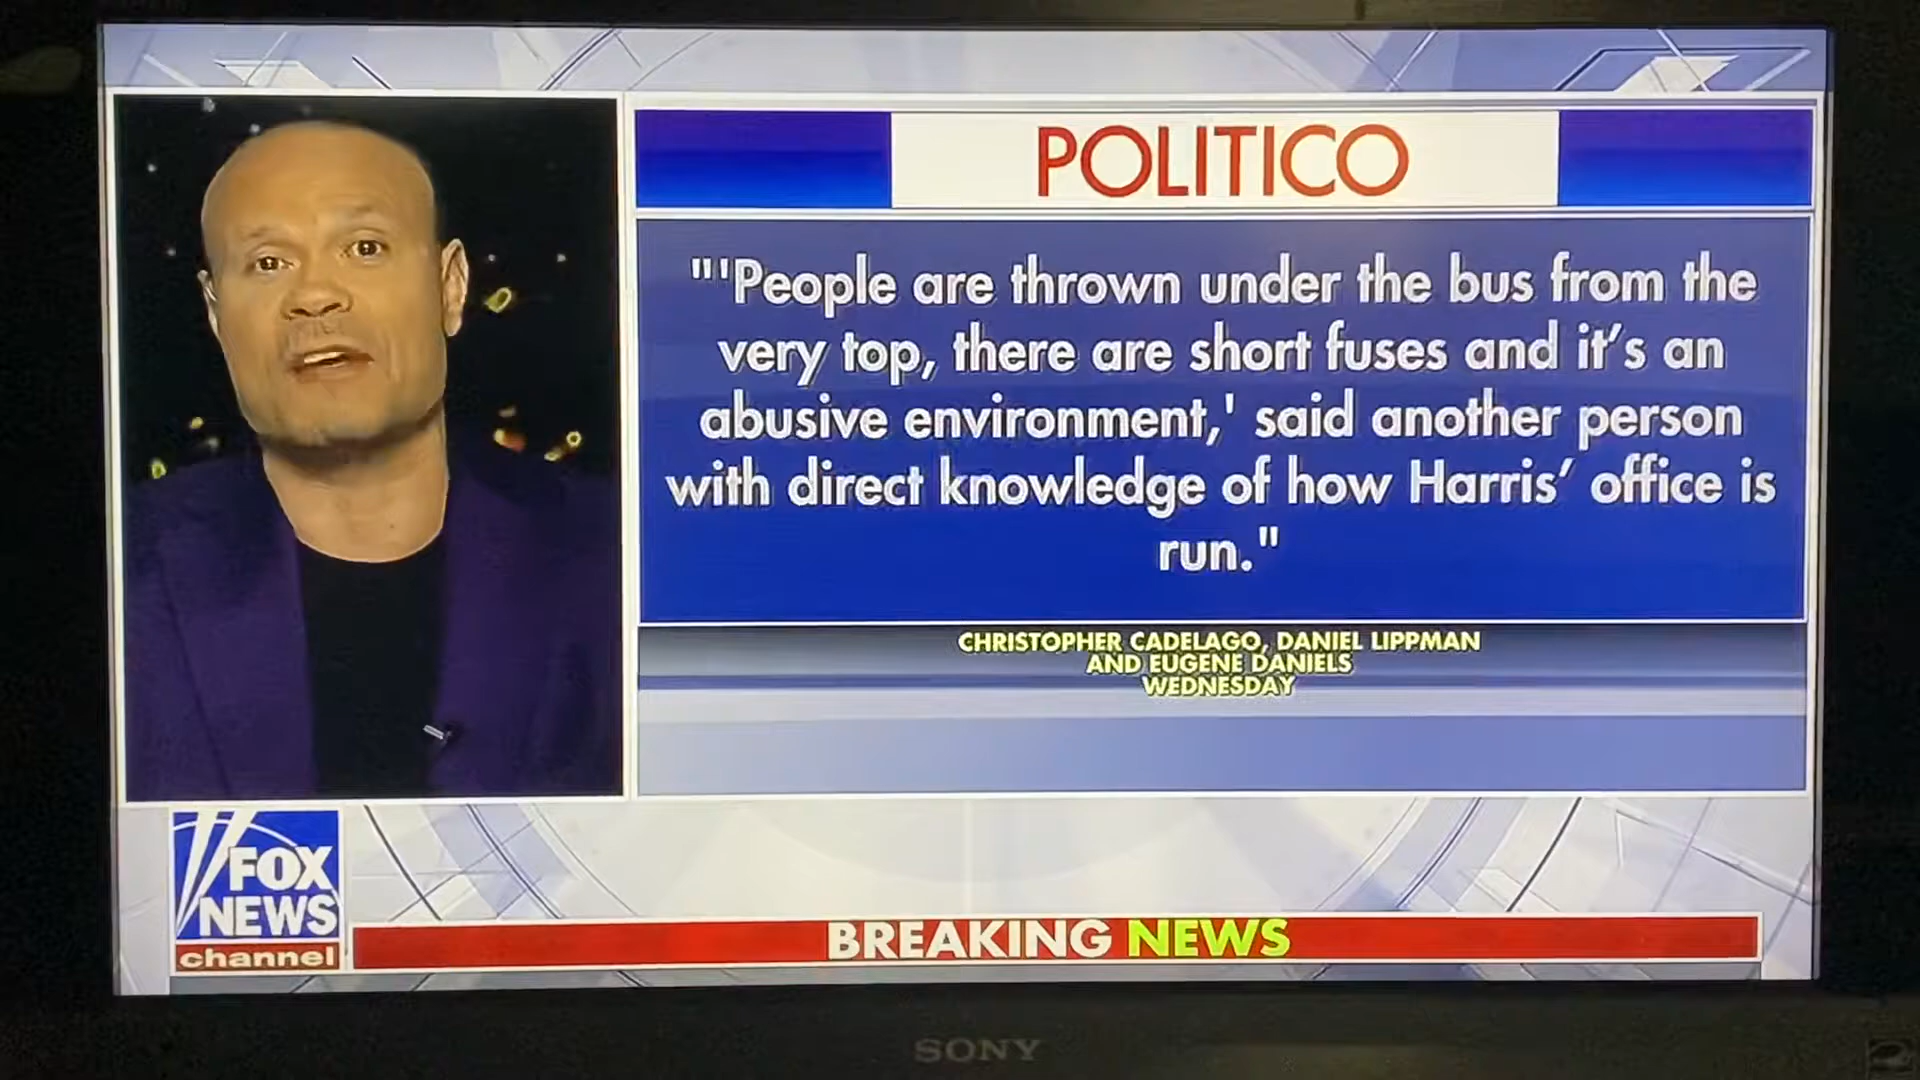 POLITICO
"'People are thrown under the bus from the
very top, there are short fuses and it's an
abusive environment,' said another person
with direct knowledge of how Harris' office is
run."
CHRISTOPHER CADELAGO, DANIEL LIPPMAN
AND EUGENE DANIELS
WEDNESDAY
FOX
NEWS
channel
BREAKING NEWS
SONY